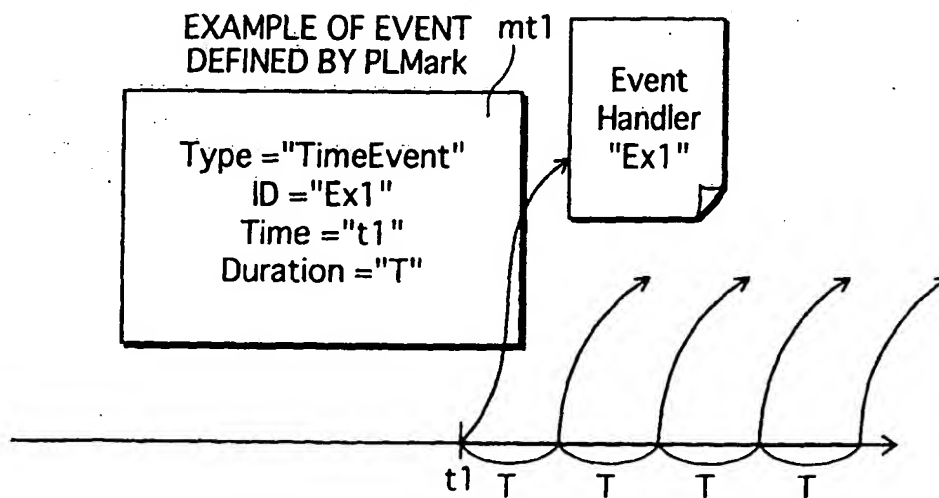 EXAMPLE OF EVENT mt1
DEFINED BY PLMark
Type ="TimeEvent"
ID ="Ex1"
Time ="t1"
Duration ="T"
Event
Handler
"Ex1"
t1 T T T T